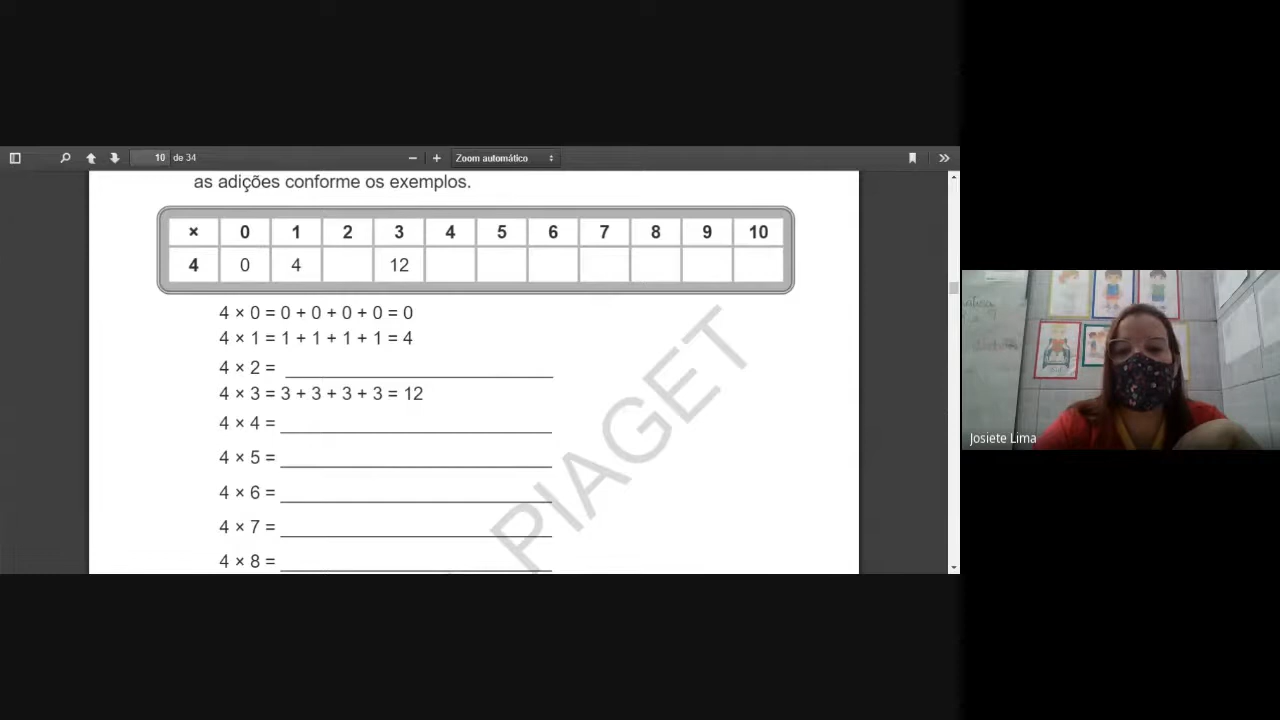 10 de 34
Zoom automático
as adições conforme os exemplos.
× 0 1 2 3 4 5 6 7 8 9 10
4 0 4 12
4 × 0 = 0 + 0 + 0 + 0 = 0
4 × 1 = 1 + 1 + 1 + 1 = 4
4 × 2 =
4 × 3 = 3 + 3 + 3 + 3 = 12
4 × 4 =
4 × 5 =
4 × 6 =
4 × 7 =
4 × 8 =
PIAGET
Josiete Lima